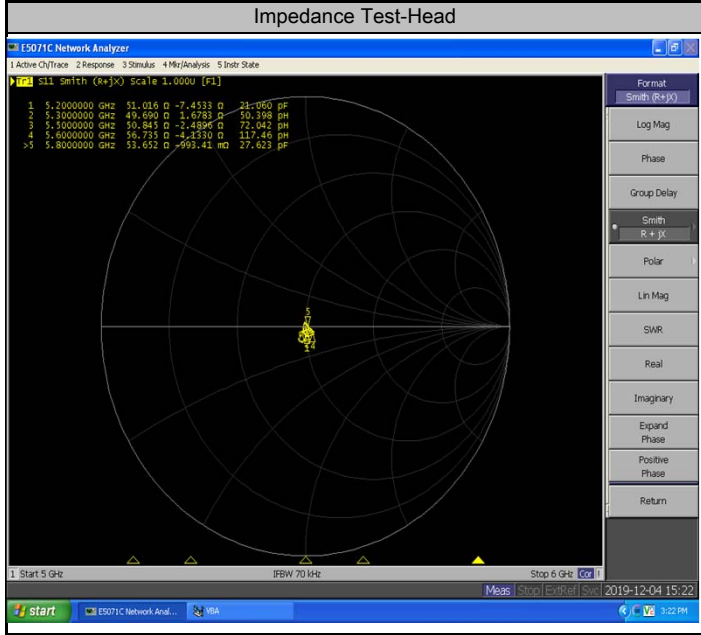 Impedance Test-Head
E5071C Network Analyzer
1 Active Ch/Trace 2 Response 3 Stimulus 4 Mkr/Analysis 5 Instr State
Tr1 S11 Smith (R+jX) Scale 1.000U [F1]
1 5.2000000 GHz 51.016 Ω -7.4533 Ω 21.060 pF
2 5.3000000 GHz 49.690 Ω 1.6783 Ω 50.398 pH
3 5.5000000 GHz 50.845 Ω -2.4896 Ω 72.042 pH
4 5.6000000 GHz 56.735 Ω -4.1330 Ω 117.46 pH
>5 5.8000000 GHz 53.652 Ω -993.41 mΩ 27.623 pF
5
1 4
Format
Smith (R+jX)
Log Mag
Phase
Group Delay
Smith
R + jX
Polar
Lin Mag
SWR
Real
Imaginary
Expand
Phase
Positive
Phase
Return
1 Start 5 GHz IFBW 70 kHz Stop 6 GHz Cor !
Meas Stop ExtRef Svc 2019-12-04 15:22
start E5071C Network Anal... VBA 3:22 PM